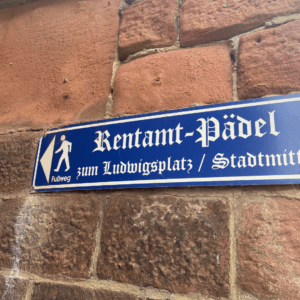 Rentamt-Pädel
zum Ludwigsplatz / Stadtmitt
Fußweg